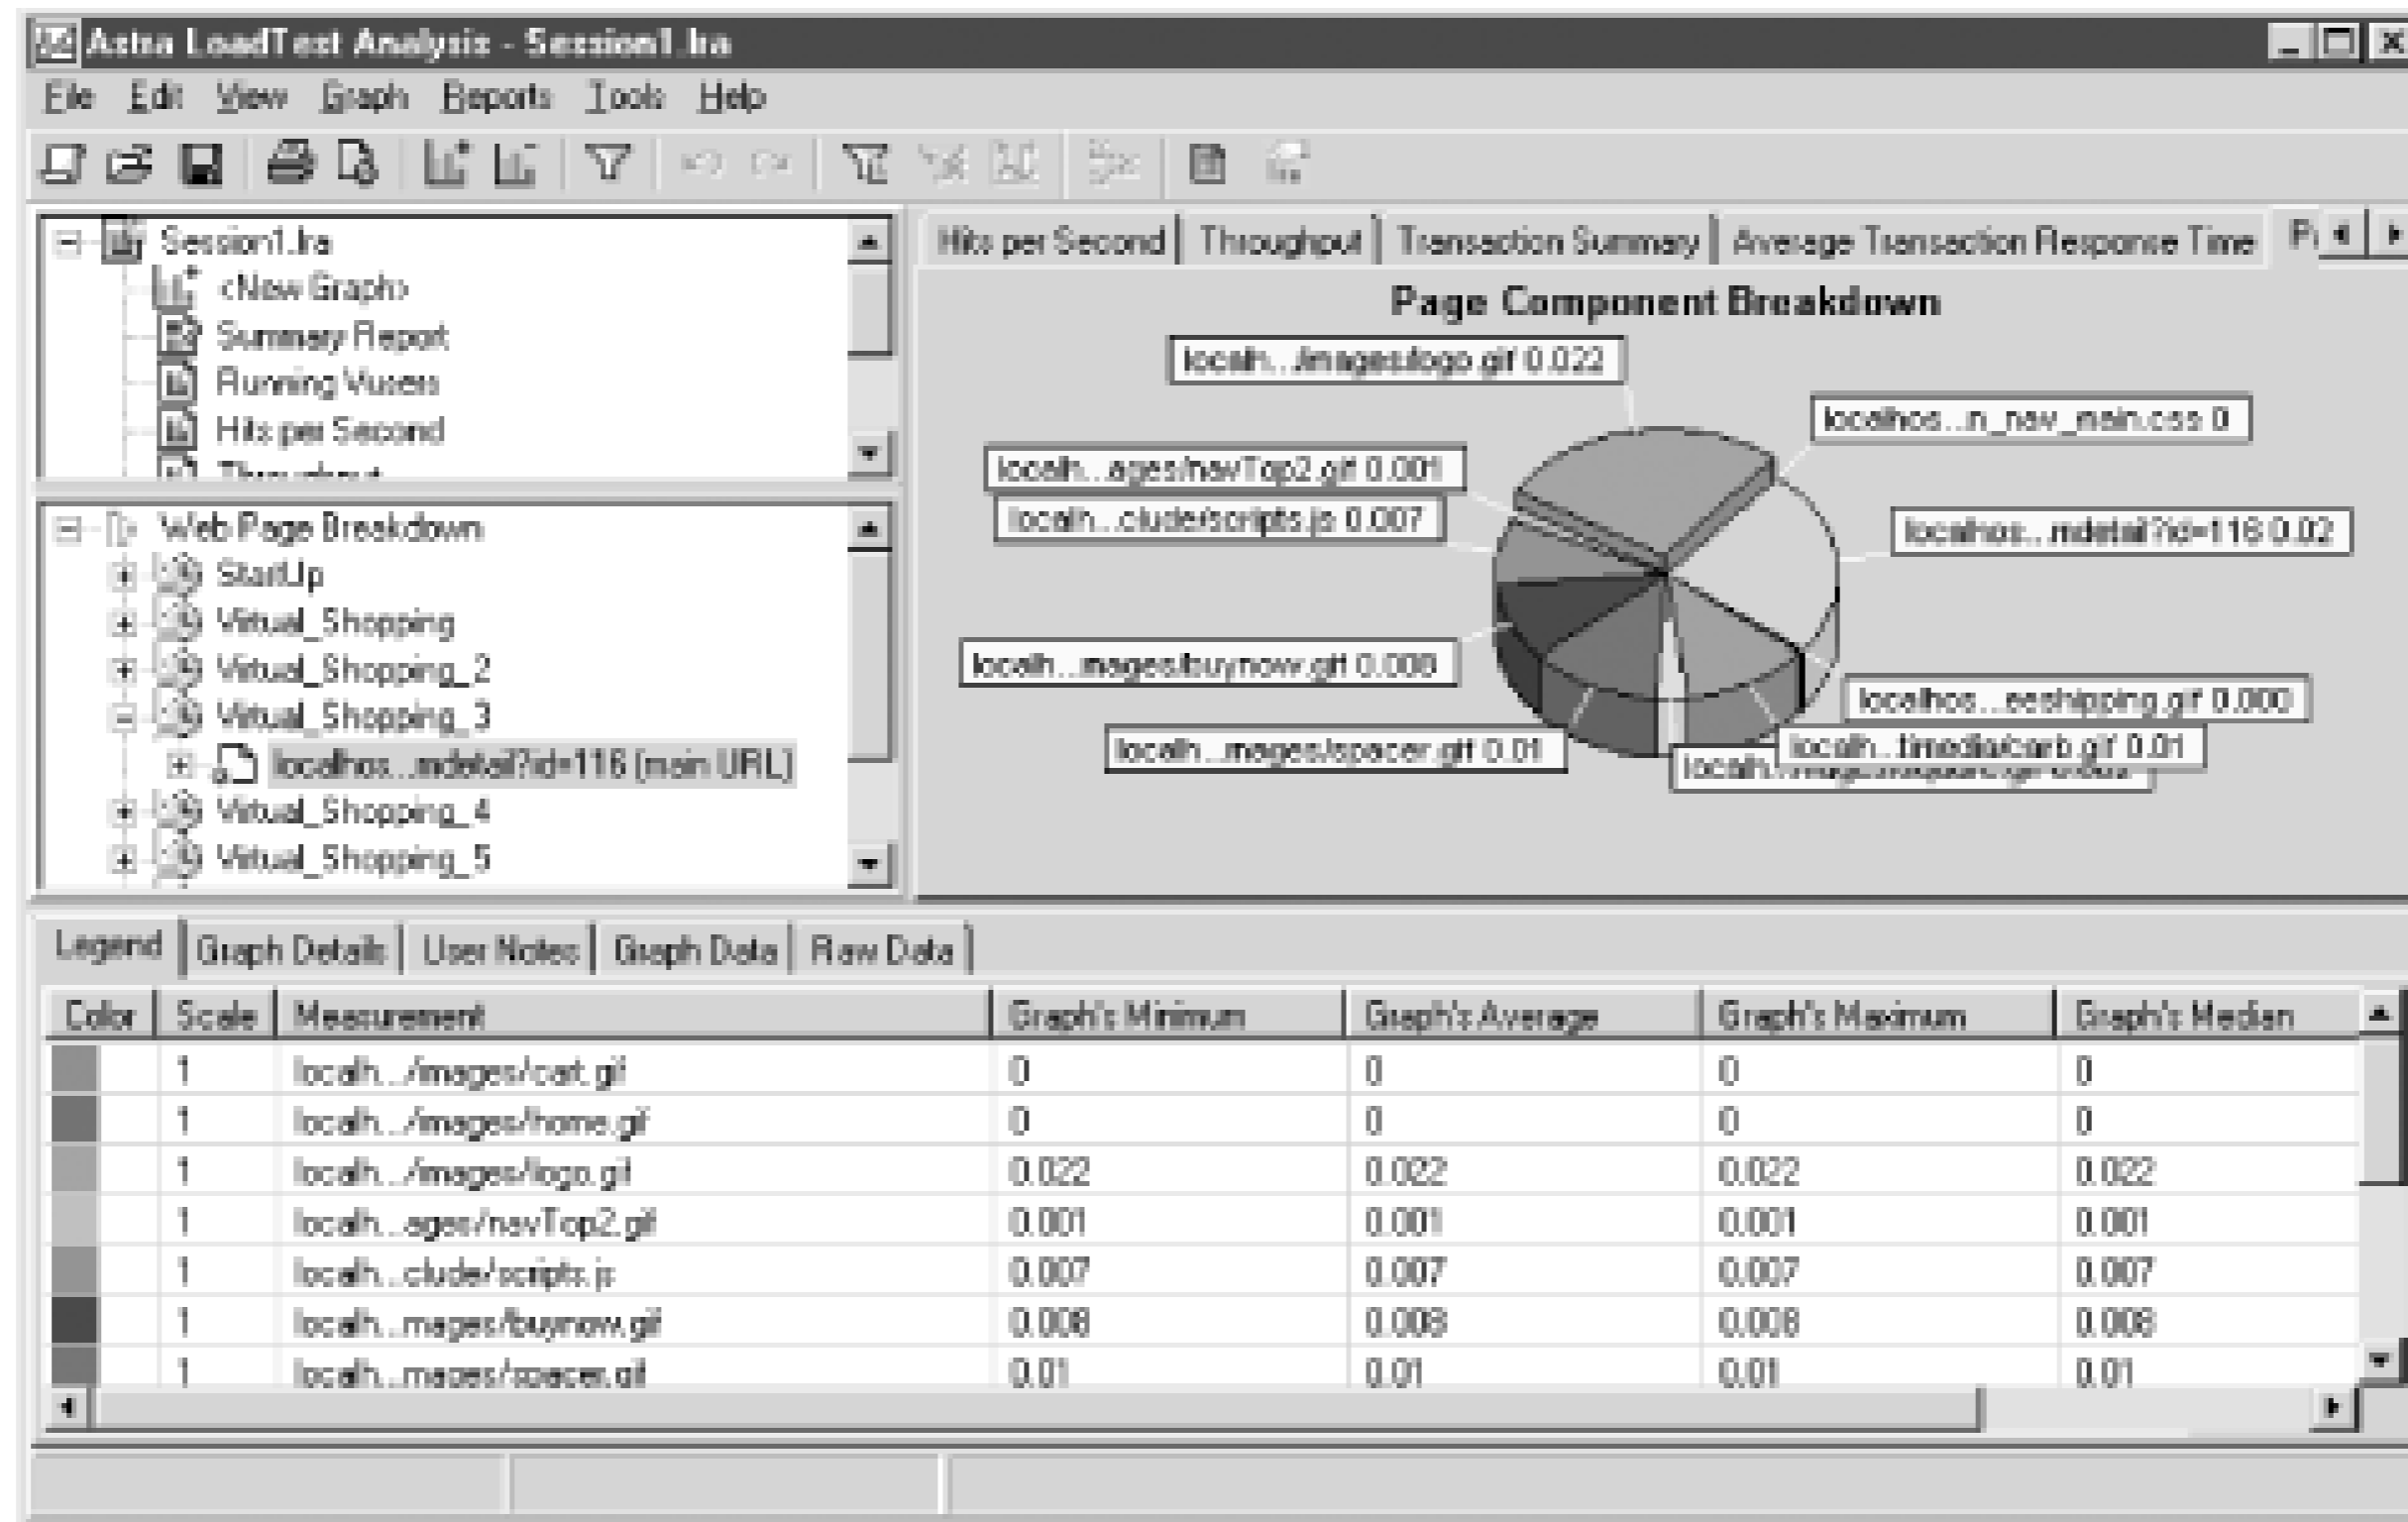 Astra LoadTest Analysis - Session1.lra
File Edit View Graph Reports Tools Help
Session1.lra
<New Graph>
Summary Report
Running Vusers
Hits per Second
Throughput
Web Page Breakdown
StartUp
Virtual_Shopping
Virtual_Shopping_2
Virtual_Shopping_3
localhos...mdetail?id=116 (main URL)
Virtual_Shopping_4
Virtual_Shopping_5
Hits per Second Throughput Transaction Summary Average Transaction Response Time
Page Component Breakdown
localh.../images/logo.gif 0.022
localhos...n_nav_main.css 0
localh...ages/navTop2.gif 0.001
localh...clude/scripts.js 0.007
localhos...mdetail?id=116 0.02
localh...mages/buynow.gif 0.008
localhos...eeshipping.gif 0.000
localh...mages/spacer.gif 0.01
localh...timedia/carb.gif 0.01
Legend Graph Details User Notes Graph Data Raw Data
Color Scale Measurement Graph's Minimum Graph's Average Graph's Maximum Graph's Median
1 localh.../images/cart.gif 0 0 0 0
1 localh.../images/home.gif 0 0 0 0
1 localh.../images/logo.gif 0.022 0.022 0.022 0.022
1 localh...ages/navTop2.gif 0.001 0.001 0.001 0.001
1 localh...clude/scripts.js 0.007 0.007 0.007 0.007
1 localh...mages/buynow.gif 0.008 0.008 0.008 0.008
1 localh...mages/spacer.gif 0.01 0.01 0.01 0.01